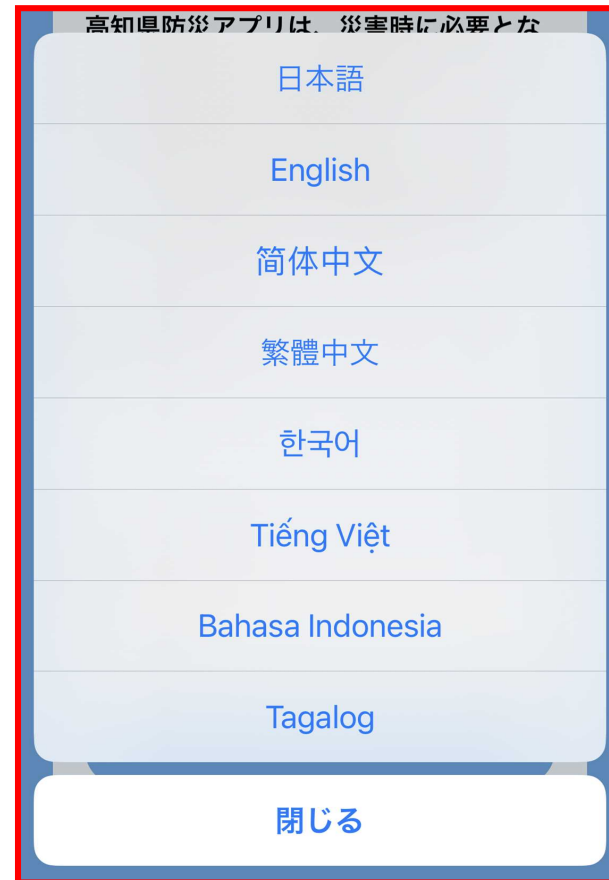 高知県防災アプリは、災害時に必要とな
日本語
English
简体中文
繁體中文
한국어
Tiếng Việt
Bahasa Indonesia
Tagalog
閉じる